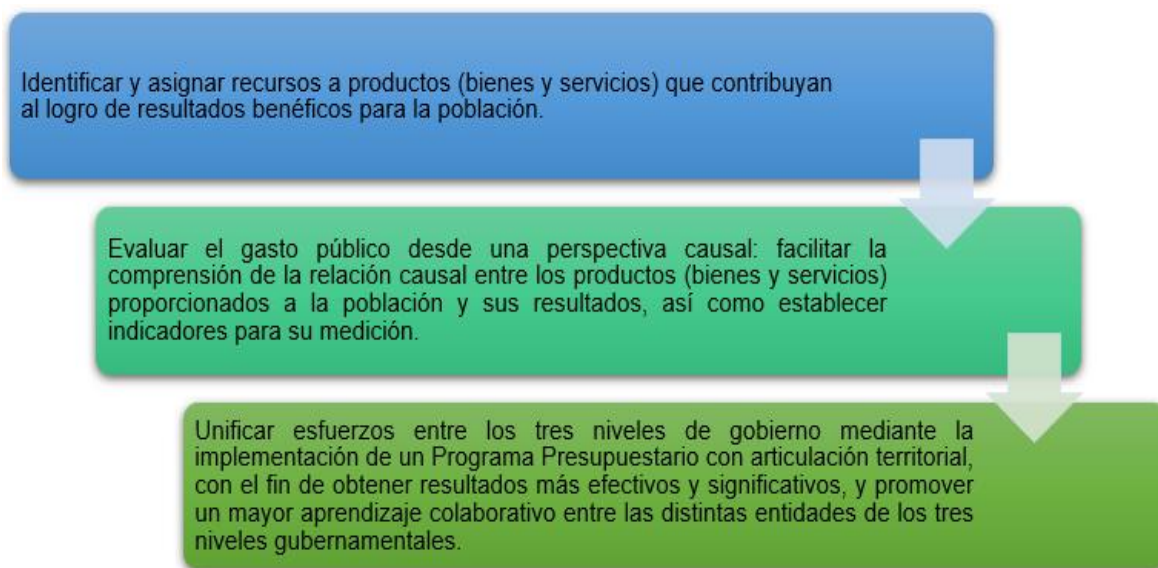 Identificar y asignar recursos a productos (bienes y servicios) que contribuyan
al logro de resultados benéficos para la población.
Evaluar el gasto público desde una perspectiva causal: facilitar la
comprensión de la relación causal entre los productos (bienes y servicios)
proporcionados a la población y sus resultados, así como establecer
indicadores para su medición.
Unificar esfuerzos entre los tres niveles de gobierno mediante la
implementación de un Programa Presupuestario con articulación territorial,
con el fin de obtener resultados más efectivos y significativos, y promover
un mayor aprendizaje colaborativo entre las distintas entidades de los tres
niveles gubernamentales.